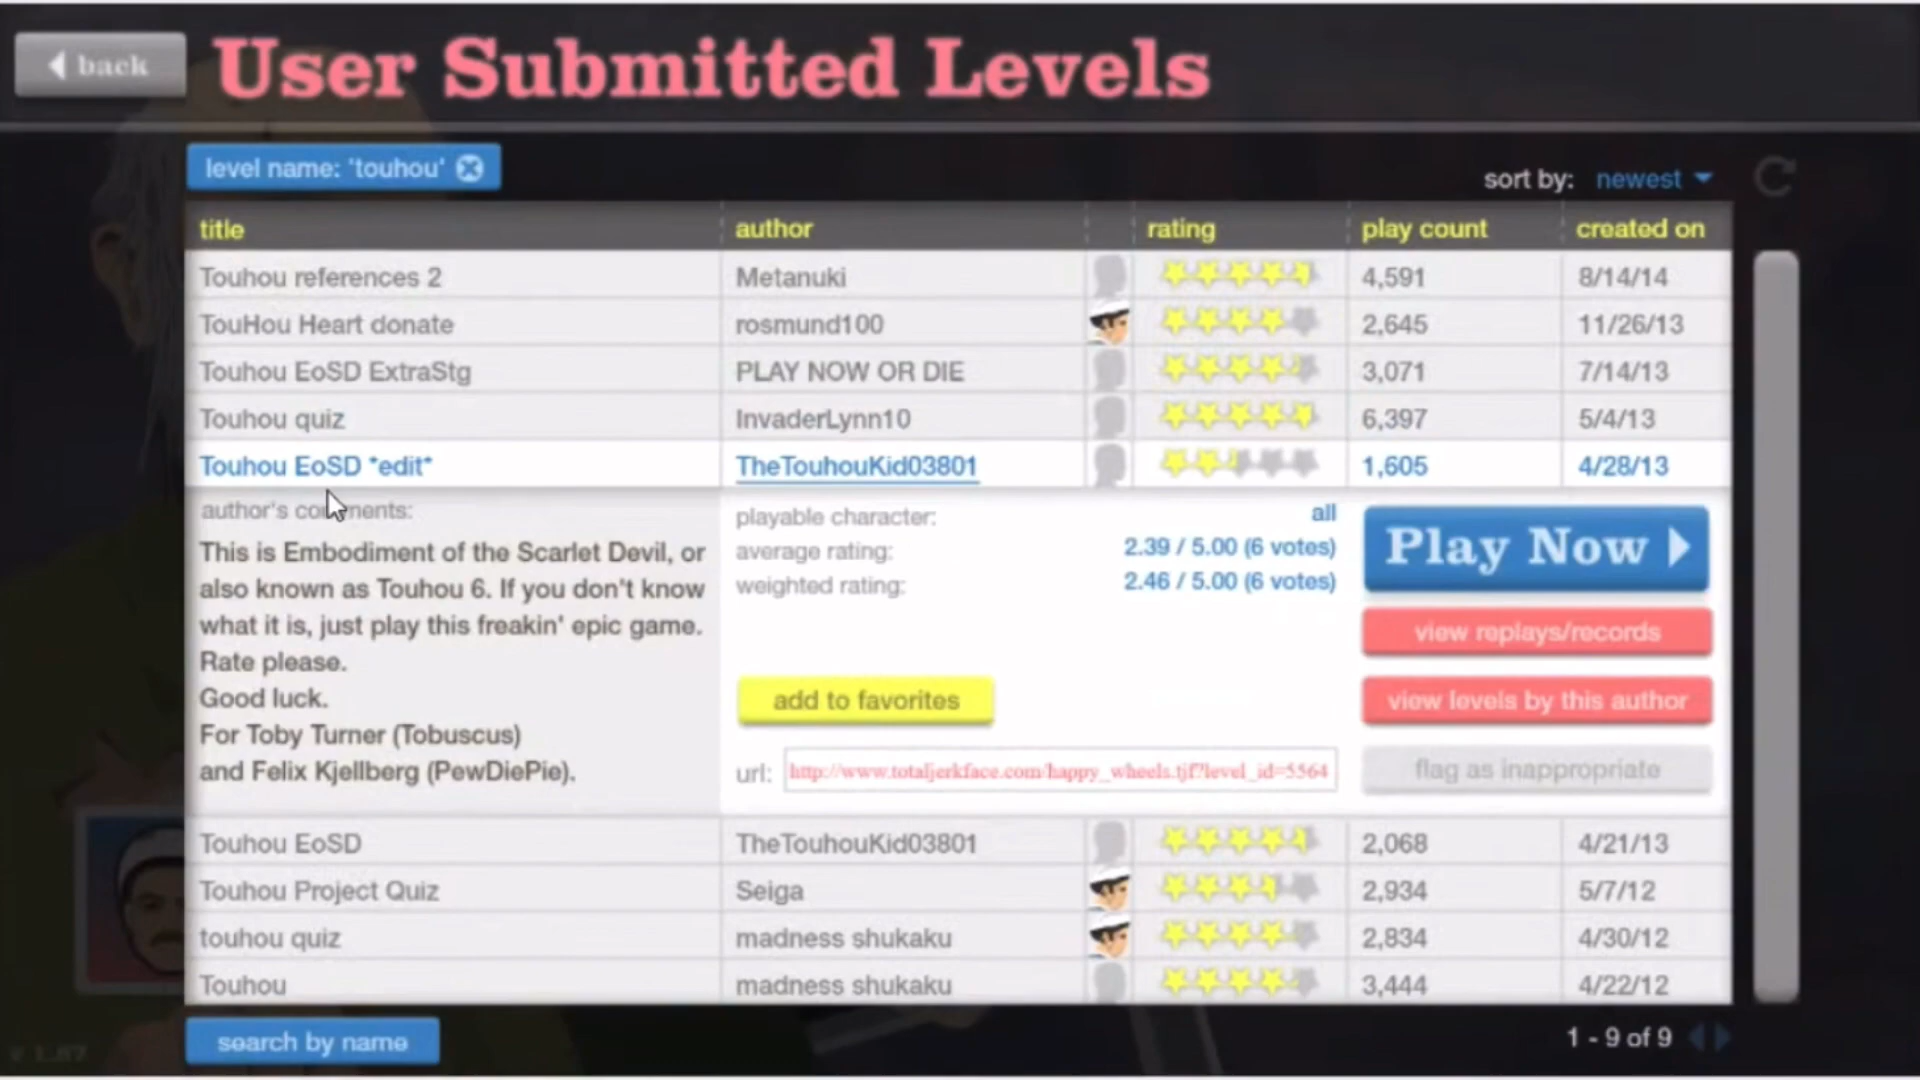 back
User Submitted Levels
level name: 'touhou'
sort by: newest
title author rating play count created on
Touhou references 2 Metanuki 4,591 8/14/14
TouHou Heart donate rosmund100 2,645 11/26/13
Touhou EoSD ExtraStg PLAY NOW OR DIE 3,071 7/14/13
Touhou quiz InvaderLynn10 6,397 5/4/13
Touhou EoSD *edit* TheTouhouKid03801 1,605 4/28/13
author's comments:
This is Embodiment of the Scarlet Devil, or
also known as Touhou 6. If you don't know
what it is, just play this freakin' epic game.
Rate please.
Good luck.
For Toby Turner (Tobuscus)
and Felix Kjellberg (PewDiePie).
playable character: all
average rating: 2.39 / 5.00 (6 votes)
weighted rating: 2.46 / 5.00 (6 votes)
add to favorites
url: http://www.totaljerkface.com/happy_wheels.tjf?level_id=5564
Play Now
view replays/records
view levels by this author
flag as inappropriate
Touhou EoSD TheTouhouKid03801 2,068 4/21/13
Touhou Project Quiz Seiga 2,934 5/7/12
touhou quiz madness shukaku 2,834 4/30/12
Touhou madness shukaku 3,444 4/22/12
search by name
1 - 9 of 9
v 1.87